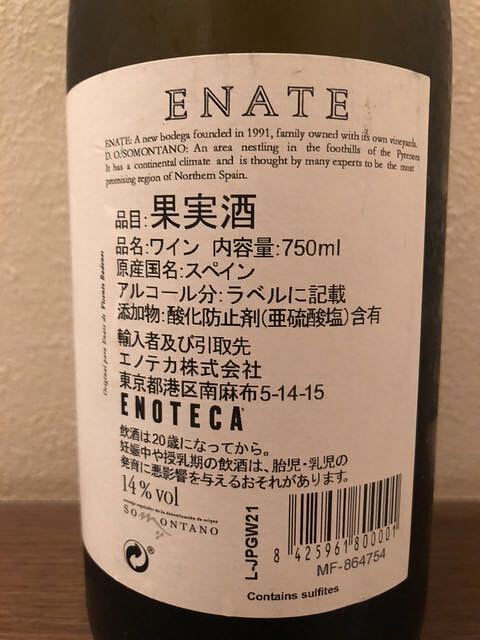 ENATE
ENATE: A new bodega founded in 1991, family owned with its own vineyards.
D. O. SOMONTANO: An area nestling in the foothills of the Pyrenees
It has a continental climate and is thought by many experts to be the most
promising region of Northern Spain.
品目:果実酒
品名:ワイン 内容量:750ml
原産国名:スペイン
アルコール分:ラベルに記載
添加物:酸化防止剤(亜硫酸塩)含有
輸入者及び引取先
エノテカ株式会社
東京都港区南麻布5-14-15
ENOTECA
飲酒は20歳になってから。
妊娠中や授乳期の飲酒は、胎児・乳児の
発育に悪影響を与えるおそれがあります。
14% vol
SOMONTANO
L-JPGW21
8 425961 800001
MF-864754
Contains sulfites
Original para Enate de Vicente Badenes